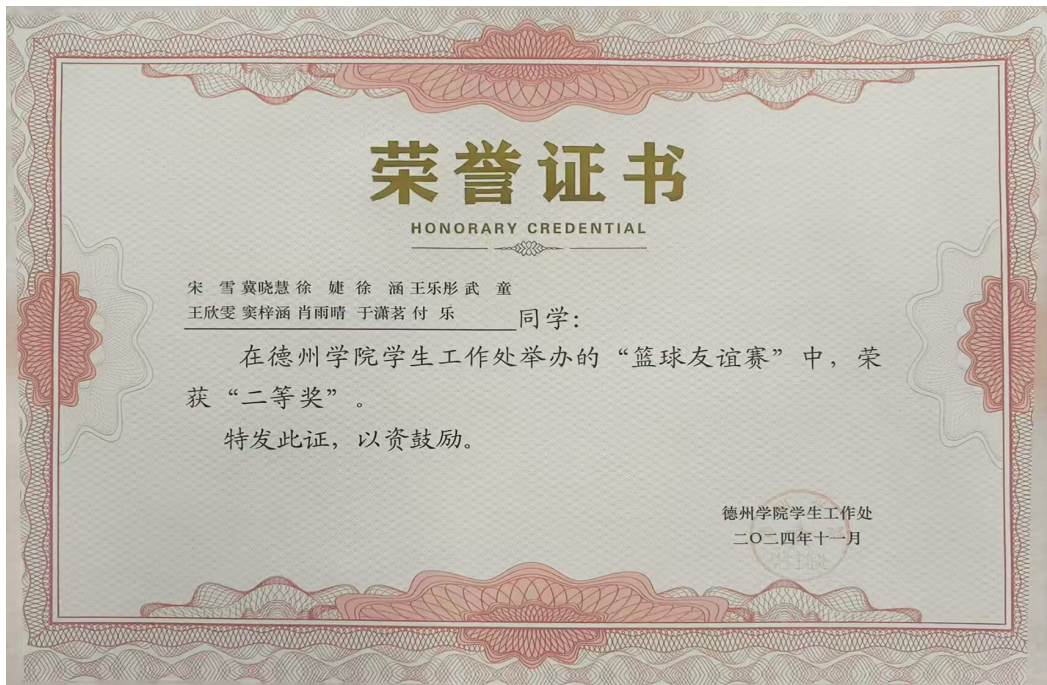 荣誉证书
HONORARY CREDENTIAL
宋 雪 冀晓慧 徐 婕 徐 涵 王乐彤 武 童
王欣雯 窦梓涵 肖雨晴 于潇茗 付 乐
同学：
在德州学院学生工作处举办的“篮球友谊赛”中，荣
获“二等奖”。
特发此证，以资鼓励。
德州学院学生工作处
二〇二四年十一月